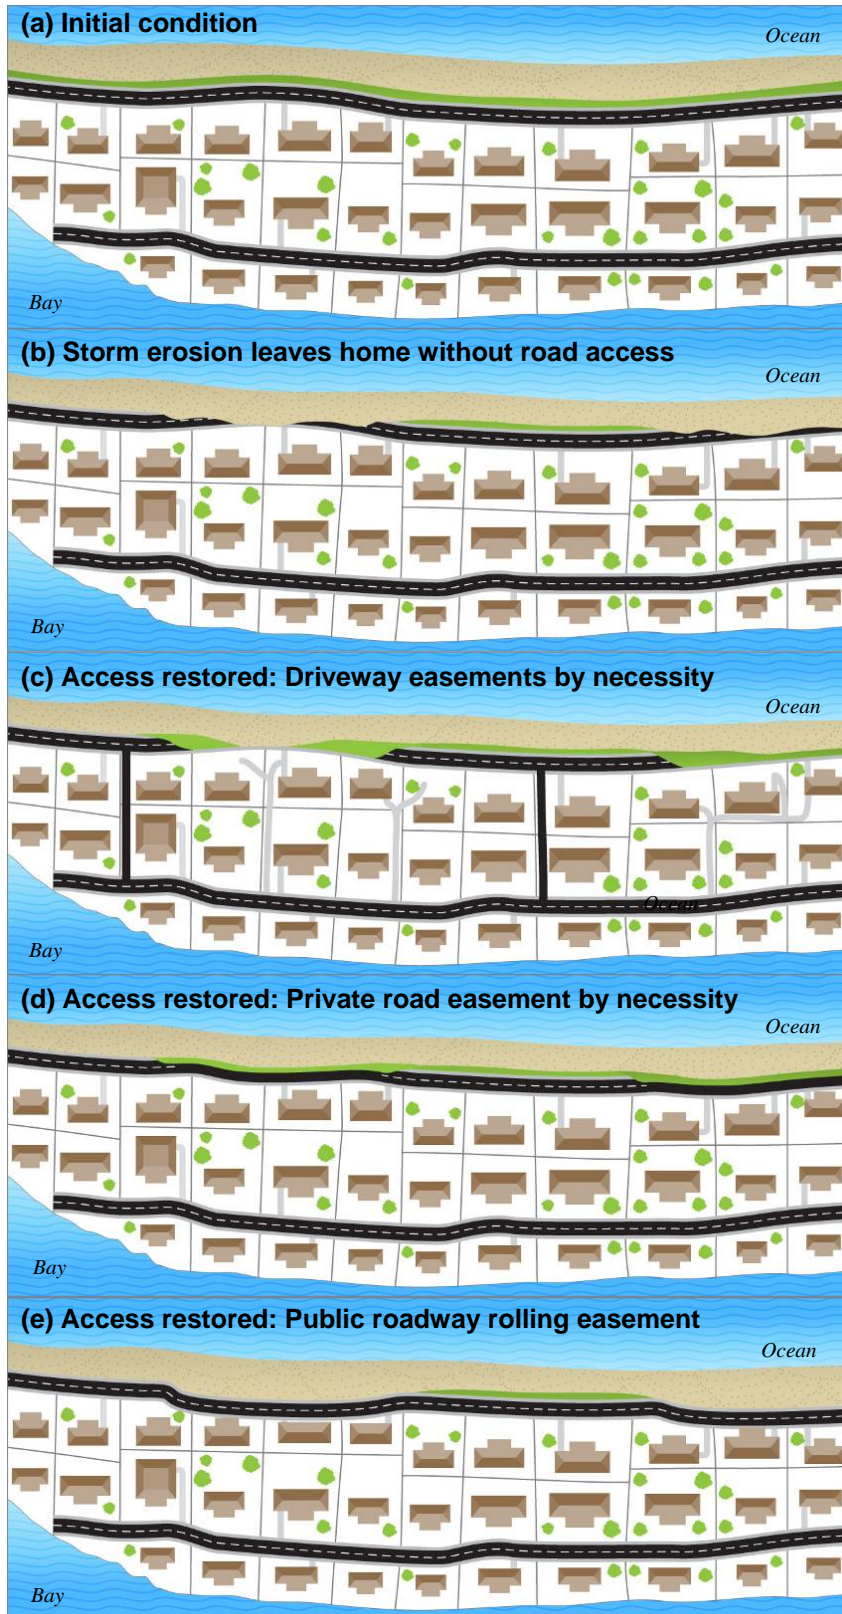 (a) Initial condition
Ocean
Bay
(b) Storm erosion leaves home without road access
Ocean
Bay
(c) Access restored: Driveway easements by necessity
Ocean
Ocean
Bay
(d) Access restored: Private road easement by necessity
Ocean
Bay
(e) Access restored: Public roadway rolling easement
Ocean
Bay